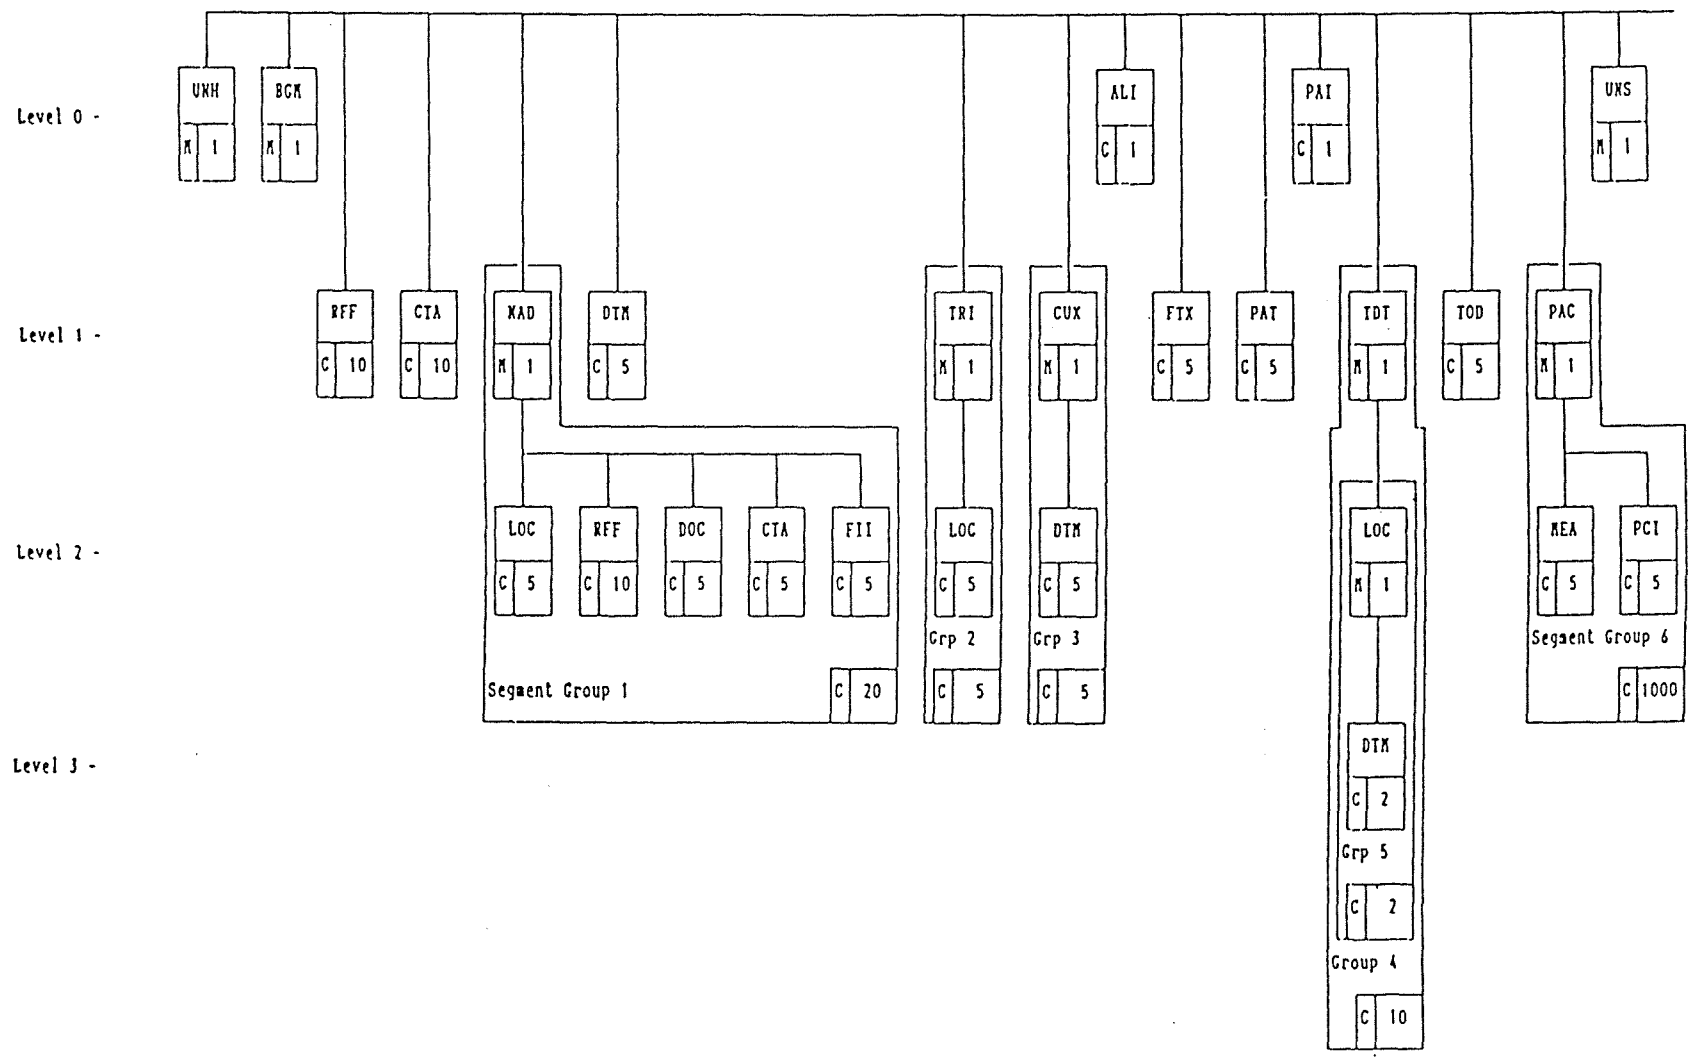 UNH BGM ALI PAI UNS
Level 0 -
M 1 M 1 C 1 C 1 M 1
RFF CTA NAD DTM TRI CUX FTX PAT TDT TOD PAC
Level 1 -
C 10 C 10 M 1 C 5 M 1 M 1 C 5 C 5 M 1 C 5 M 1
LOC RFF DOC CTA FII LOC DTM LOC MEA PCI
Level 2 -
C 5 C 10 C 5 C 5 C 5 C 5 C 5 M 1 C 5 C 5
Grp 2 Grp 3 Segment Group 6
Segment Group 1 C 20 C 5 C 5 C 1000
DTM
Level 3 -
C 2
Grp 5
C 2
Group 4
C 10